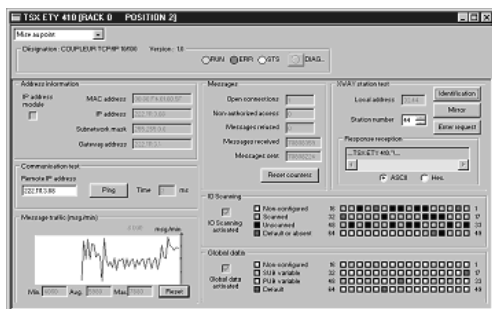 TSX ETY 410 [RACK 0 POSITION 2]
Mise au point
Désignation : COUPLEUR TCP/IP 10/100 Version : 1.0
RUN ERR STS DIAG...
Address information
IP address module
MAC address
IP address
Subnetwork mask
Gateway address
Messages
Open connections
Non-authorized access 0
Messages refused 0
Messages received
Messages sent
Reset counters
XWAY station test
Local address
Station number
Identification
Mirror
Enter request
Response reception
...TSX ETY 410."...
ASCII Hex.
Communication test
Remote IP address
Ping Time ms
Message traffic (msg/min)
msg/min
Min. Avg. Max. Reset
IO Scanning
IO Scanning activated
Non-configured 16 1
Scanned 32 17
Unscanned 48 33
Default or absent 64 49
Global data
Global data activated
Non-configured 16 1
SUB variable 32 17
PUB variable 48 33
Default 64 49